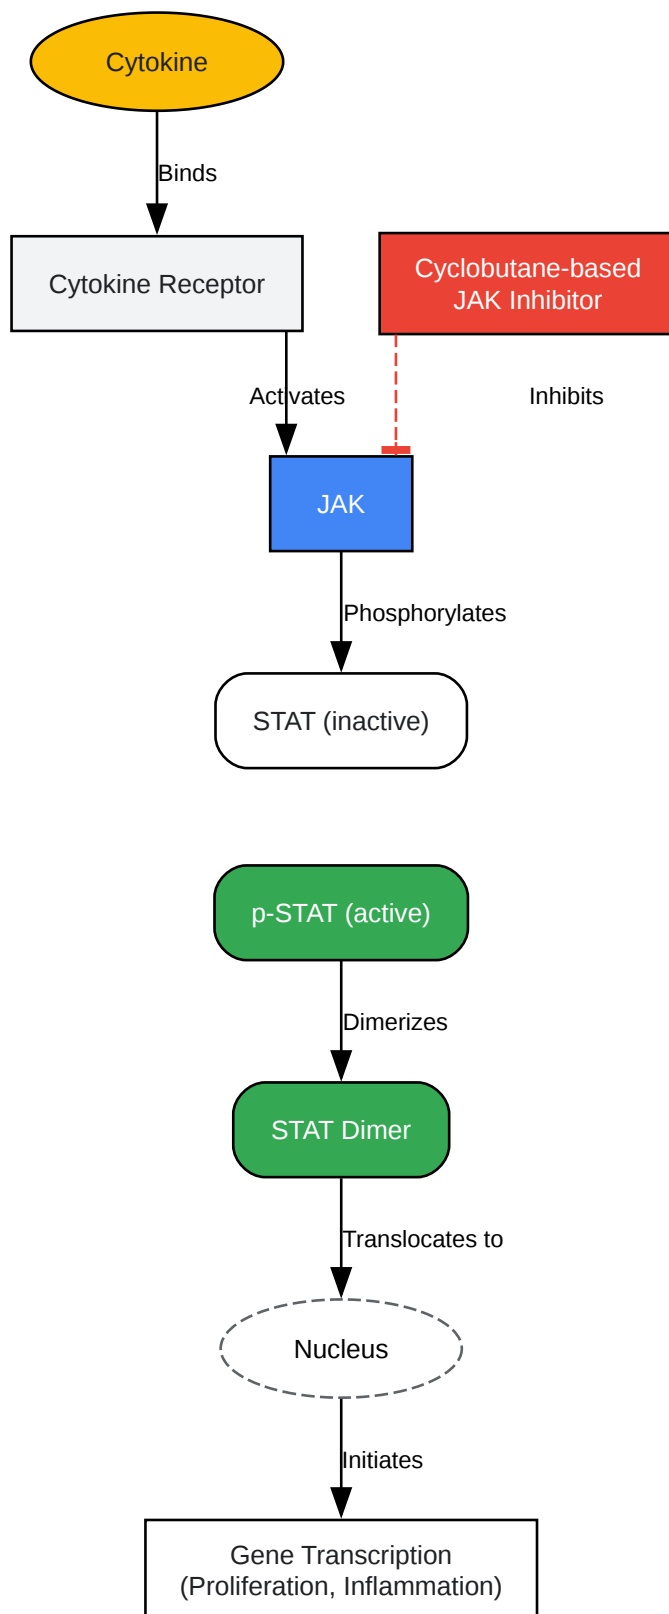 Cytokine
Binds
Cytokine Receptor
Cyclobutane-based
JAK Inhibitor
Activates
Inhibits
JAK
Phosphorylates
STAT (inactive)
p-STAT (active)
Dimerizes
STAT Dimer
Translocates to
Nucleus
Initiates
Gene Transcription
(Proliferation, Inflammation)